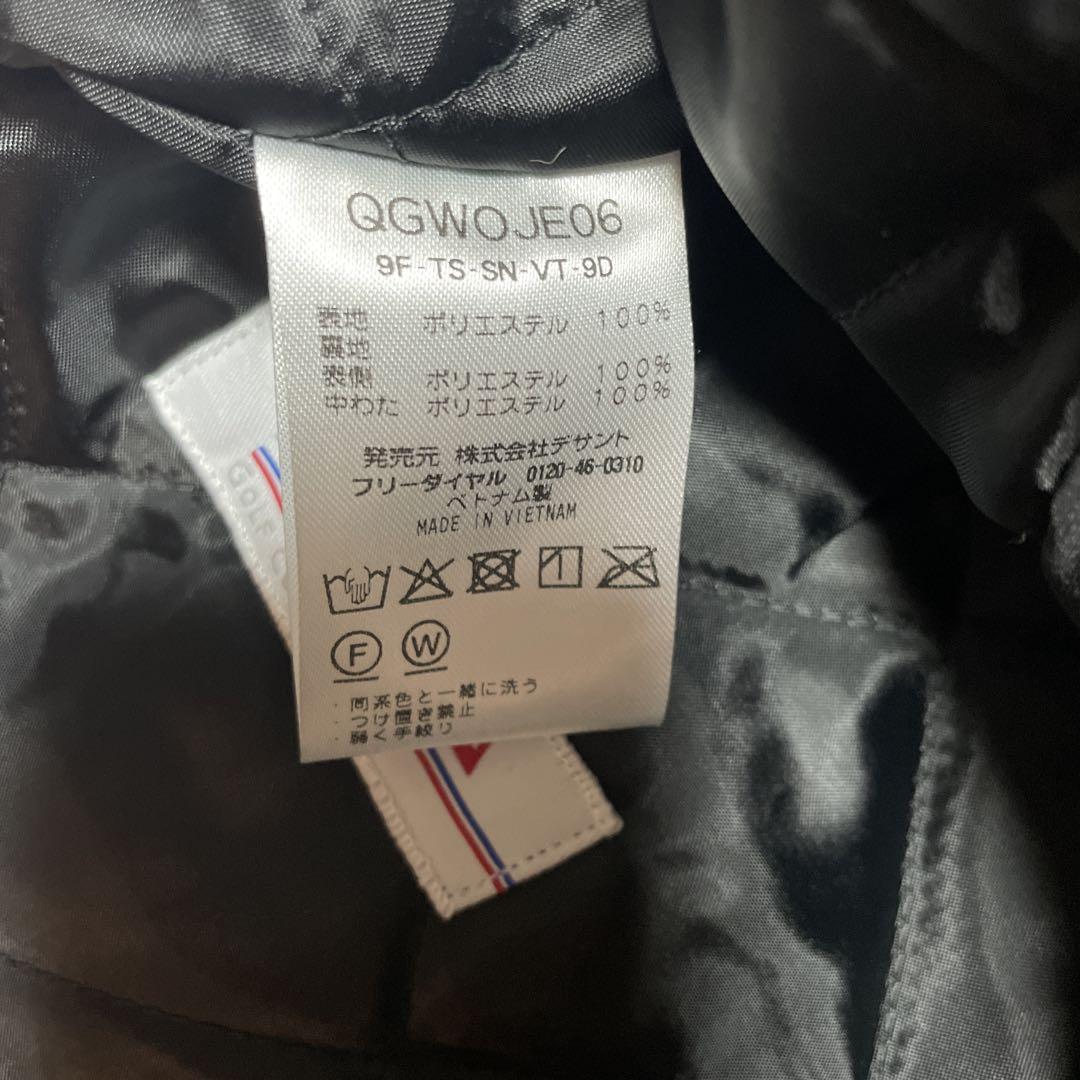 QGWOJE06
9F-TS-SN-VT-9D
表地 ポリエステル 100%
裏地
表側 ポリエステル 100%
中わた ポリエステル 100%
発売元 株式会社デサント
フリーダイヤル 0120-46-0310
ベトナム製
MADE IN VIETNAM
1
F W
・同系色と一緒に洗う
・つけ置き禁止
・弱く手絞り
GOLF